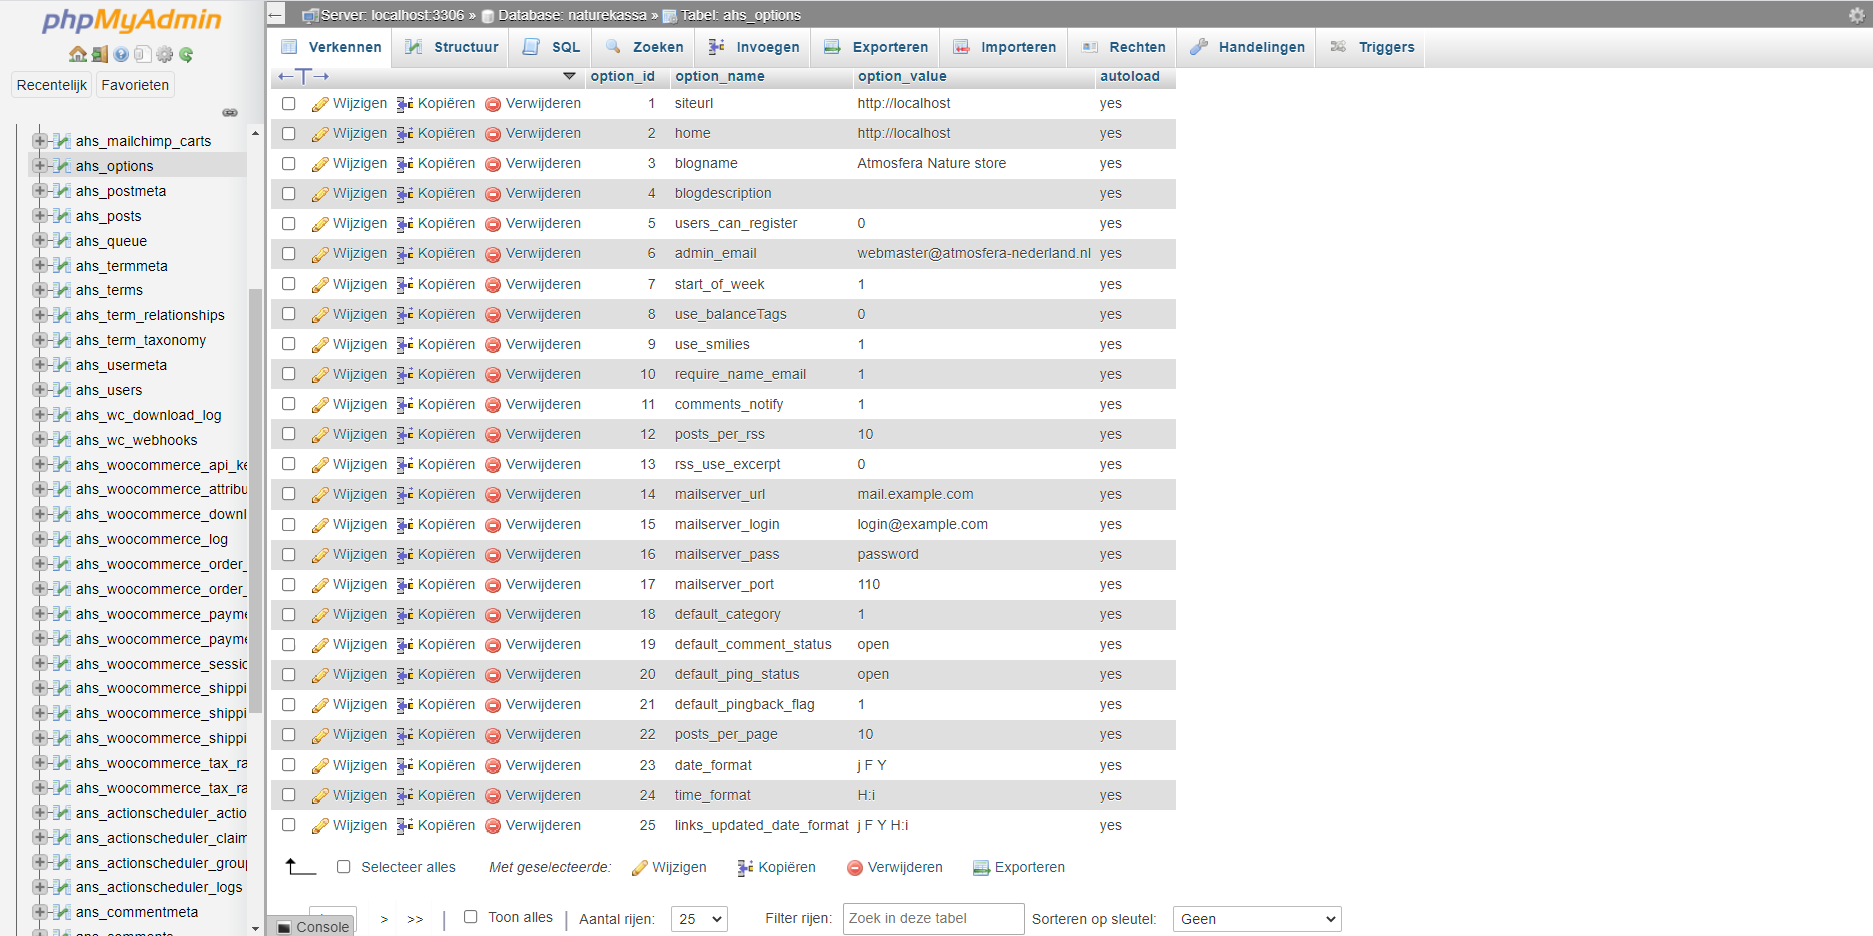 phpMyAdmin
Recentelijk Favorieten
ahs_mailchimp_carts
ahs_options
ahs_postmeta
ahs_posts
ahs_queue
ahs_termmeta
ahs_terms
ahs_term_relationships
ahs_term_taxonomy
ahs_usermeta
ahs_users
ahs_wc_download_log
ahs_wc_webhooks
ahs_woocommerce_api_ke
ahs_woocommerce_attribu
ahs_woocommerce_downl
ahs_woocommerce_log
ahs_woocommerce_order_
ahs_woocommerce_order_
ahs_woocommerce_payme
ahs_woocommerce_payme
ahs_woocommerce_sessic
ahs_woocommerce_shippi
ahs_woocommerce_shippi
ahs_woocommerce_shippi
ahs_woocommerce_tax_ra
ahs_woocommerce_tax_ra
ans_actionscheduler_actio
ans_actionscheduler_claim
ans_actionscheduler_group
ans_actionscheduler_logs
ans_commentmeta
ans_comments
Server: localhost:3306 » Database: naturekassa » Tabel: ahs_options
Verkennen Structuur SQL Zoeken Invoegen Exporteren Importeren Rechten Handelingen Triggers
←T→ option_id option_name option_value autoload
Wijzigen Kopiëren Verwijderen 1 siteurl http://localhost yes
Wijzigen Kopiëren Verwijderen 2 home http://localhost yes
Wijzigen Kopiëren Verwijderen 3 blogname Atmosfera Nature store yes
Wijzigen Kopiëren Verwijderen 4 blogdescription yes
Wijzigen Kopiëren Verwijderen 5 users_can_register 0 yes
Wijzigen Kopiëren Verwijderen 6 admin_email webmaster@atmosfera-nederland.nl yes
Wijzigen Kopiëren Verwijderen 7 start_of_week 1 yes
Wijzigen Kopiëren Verwijderen 8 use_balanceTags 0 yes
Wijzigen Kopiëren Verwijderen 9 use_smilies 1 yes
Wijzigen Kopiëren Verwijderen 10 require_name_email 1 yes
Wijzigen Kopiëren Verwijderen 11 comments_notify 1 yes
Wijzigen Kopiëren Verwijderen 12 posts_per_rss 10 yes
Wijzigen Kopiëren Verwijderen 13 rss_use_excerpt 0 yes
Wijzigen Kopiëren Verwijderen 14 mailserver_url mail.example.com yes
Wijzigen Kopiëren Verwijderen 15 mailserver_login login@example.com yes
Wijzigen Kopiëren Verwijderen 16 mailserver_pass password yes
Wijzigen Kopiëren Verwijderen 17 mailserver_port 110 yes
Wijzigen Kopiëren Verwijderen 18 default_category 1 yes
Wijzigen Kopiëren Verwijderen 19 default_comment_status open yes
Wijzigen Kopiëren Verwijderen 20 default_ping_status open yes
Wijzigen Kopiëren Verwijderen 21 default_pingback_flag 1 yes
Wijzigen Kopiëren Verwijderen 22 posts_per_page 10 yes
Wijzigen Kopiëren Verwijderen 23 date_format j F Y yes
Wijzigen Kopiëren Verwijderen 24 time_format H:i yes
Wijzigen Kopiëren Verwijderen 25 links_updated_date_format j F Y H:i yes
Selecteer alles Met geselecteerde: Wijzigen Kopiëren Verwijderen Exporteren
> >> | Toon alles | Aantal rijen: 25 Filter rijen: Zoek in deze tabel Sorteren op sleutel: Geen
Console